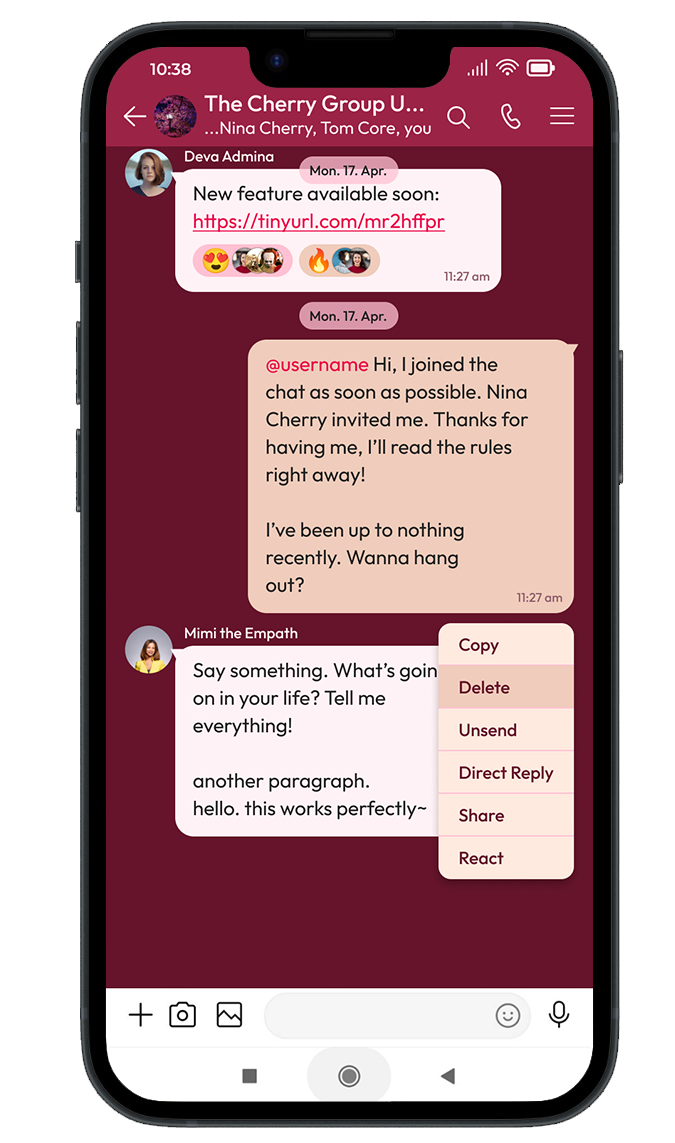 10:38
The Cherry Group U...
...Nina Cherry, Tom Core, you
Deva Admina
Mon. 17. Apr.
New feature available soon:
https://tinyurl.com/mr2hffpr
11:27 am
Mon. 17. Apr.
@username Hi, I joined the
chat as soon as possible. Nina
Cherry invited me. Thanks for
having me, I'll read the rules
right away!
I've been up to nothing
recently. Wanna hang
out?
11:27 am
Mimi the Empath
Say something. What's goin
on in your life? Tell me
everything!
another paragraph.
hello. this works perfectly~
Copy
Delete
Unsend
Direct Reply
Share
React